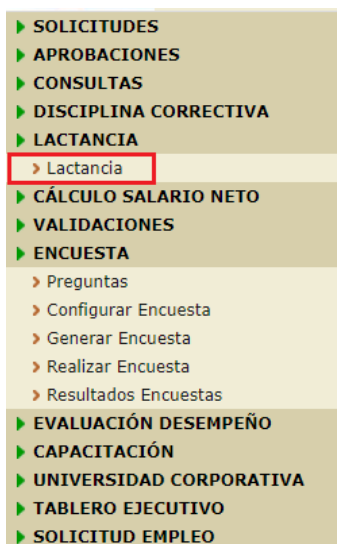 SOLICITUDES
APROBACIONES
CONSULTAS
DISCIPLINA CORRECTIVA
LACTANCIA
Lactancia
CÁLCULO SALARIO NETO
VALIDACIONES
ENCUESTA
Preguntas
Configurar Encuesta
Generar Encuesta
Realizar Encuesta
Resultados Encuestas
EVALUACIÓN DESEMPEÑO
CAPACITACIÓN
UNIVERSIDAD CORPORATIVA
TABLERO EJECUTIVO
SOLICITUD EMPLEO